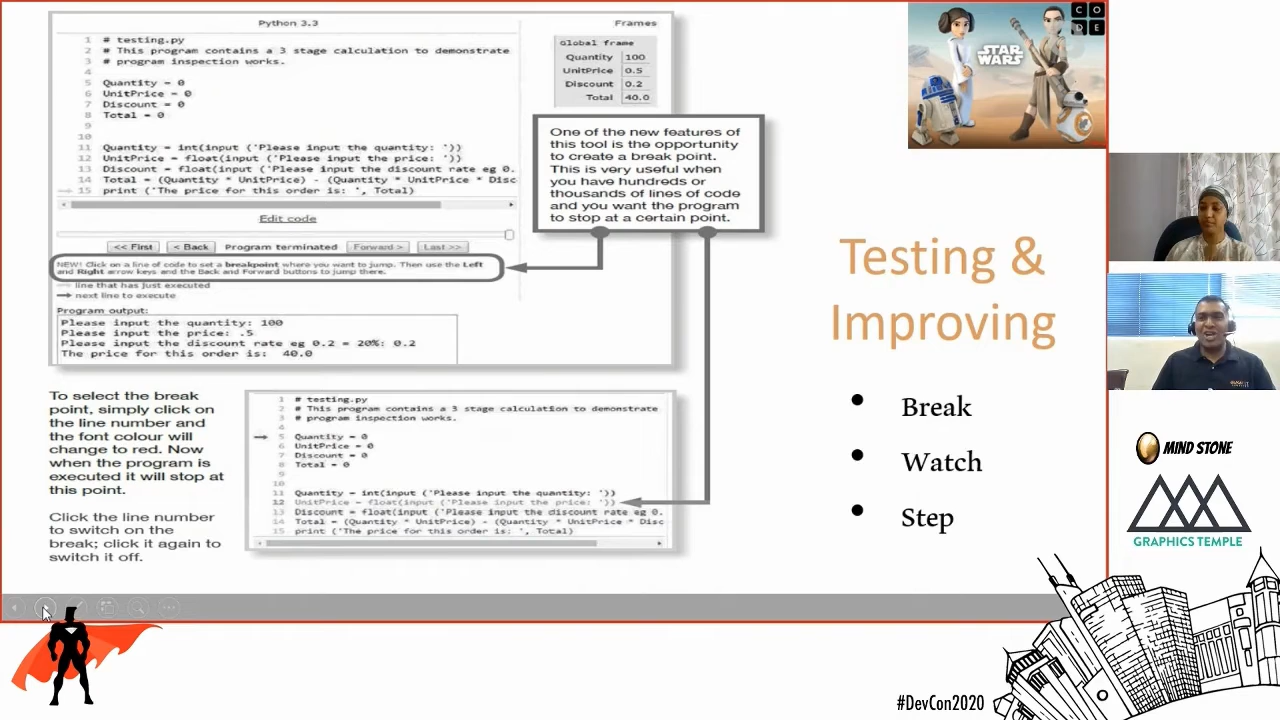 Python 3.3
1 # testing.py
2 # This program contains a 3 stage calculation to demonstrate
3 # program inspection works.
4
5 Quantity = 0
6 UnitPrice = 0
7 Discount = 0
8 Total = 0
9
10
11 Quantity = int(input ('Please input the quantity: '))
12 UnitPrice = float(input ('Please input the price: '))
13 Discount = float(input ('Please input the discount rate eg 0.
14 Total = (Quantity * UnitPrice) - (Quantity * UnitPrice * Disc
15 print ('The price for this order is: ', Total)
Edit code
<< First
< Back
Program terminated
Forward >
Last >>
NEW! Click on a line of code to set a breakpoint where you want to jump. Then use the Left
and Right arrow keys and the Back and Forward buttons to jump there.
line that has just executed
next line to execute
Program output:
Please input the quantity: 100
Please input the price: .5
Please input the discount rate eg 0.2 = 20%: 0.2
The price for this order is: 40.0
Frames
Global frame
Quantity 100
UnitPrice 0.5
Discount 0.2
Total 40.0
One of the new features of
this tool is the opportunity
to create a break point.
This is very useful when
you have hundreds or
thousands of lines of code
and you want the program
to stop at a certain point.
To select the break
point, simply click on
the line number and
the font colour will
change to red. Now
when the program is
executed it will stop at
this point.
Click the line number
to switch on the
break; click it again to
switch it off.
1 # testing.py
2 # This program contains a 3 stage calculation to demonstrate
3 # program inspection works.
4
5 Quantity = 0
6 UnitPrice = 0
7 Discount = 0
8 Total = 0
9
10
11 Quantity = int(input ('Please input the quantity: '))
12 UnitPrice = float(input ('Please input the price: '))
13 Discount = float(input ('Please input the discount rate eg 0.
14 Total = (Quantity * UnitPrice) - (Quantity * UnitPrice * Disc
15 print ('The price for this order is: ', Total)
STAR
WARS
C O
D E
Testing &
Improving
• Break
• Watch
• Step
MIND STONE
GRAPHICS TEMPLE
#DevCon2020